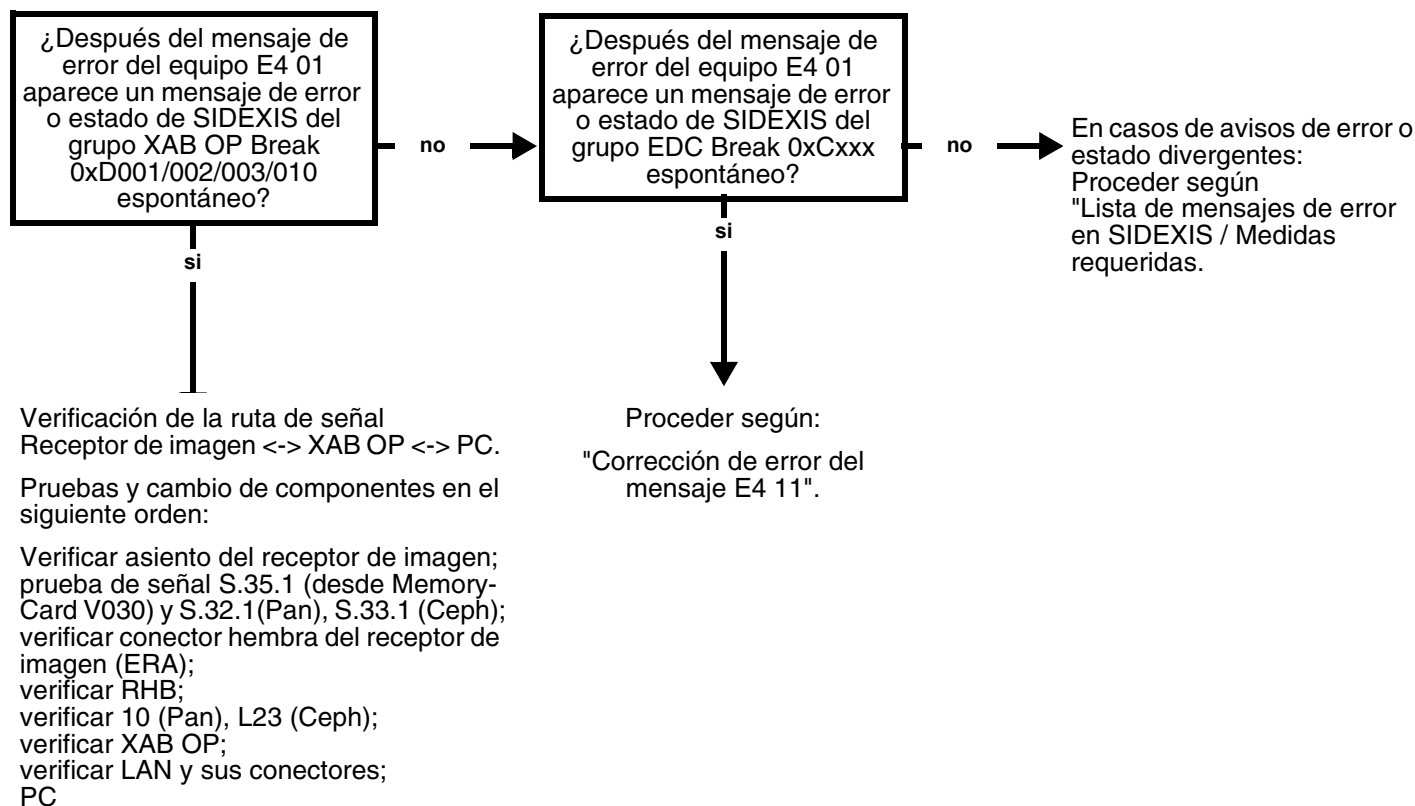 ¿Después del mensaje de
error del equipo E4 01
aparece un mensaje de error
o estado de SIDEXIS del
grupo XAB OP Break
0xD001/002/003/010
espontáneo?
no
¿Después del mensaje de
error del equipo E4 01
aparece un mensaje de error
o estado de SIDEXIS del
grupo EDC Break 0xCxxx
espontáneo?
no
En casos de avisos de error o
estado divergentes:
Proceder según
"Lista de mensajes de error
en SIDEXIS / Medidas
requeridas.
si
si
Verificación de la ruta de señal
Receptor de imagen <-> XAB OP <-> PC.
Pruebas y cambio de componentes en el
siguiente orden:
Verificar asiento del receptor de imagen;
prueba de señal S.35.1 (desde Memory-
Card V030) y S.32.1(Pan), S.33.1 (Ceph);
verificar conector hembra del receptor de
imagen (ERA);
verificar RHB;
verificar 10 (Pan), L23 (Ceph);
verificar XAB OP;
verificar LAN y sus conectores;
PC
Proceder según:
"Corrección de error del
mensaje E4 11".